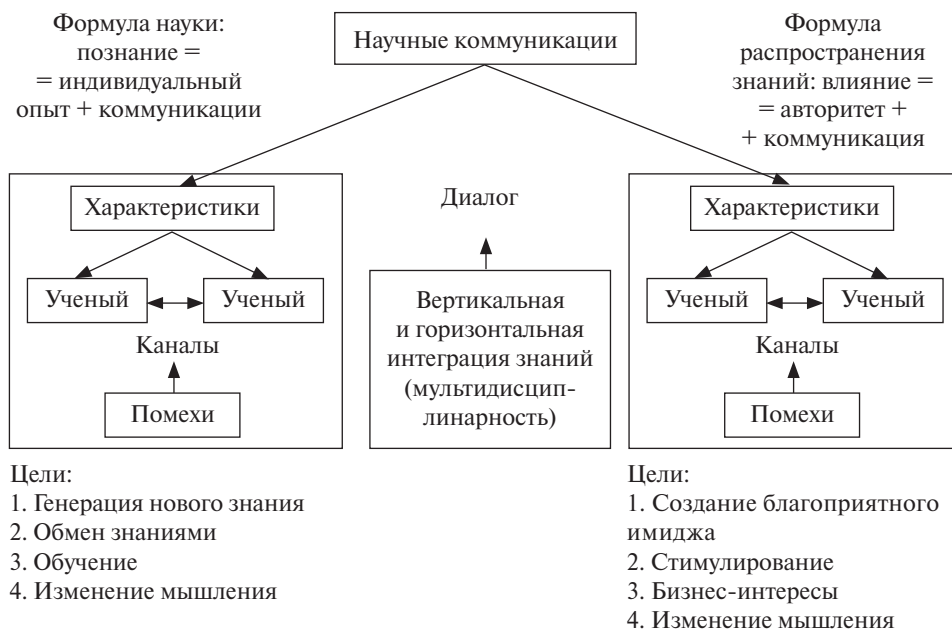 Формула науки:
познание =
= индивидуальный
опыт + коммуникации
Научные коммуникации
Формула
распространения
знаний: влияние =
= авторитет +
+ коммуникация
Характеристики
Ученый
Ученый
Каналы
Помехи
Диалог
Вертикальная
и горизонтальная
интеграция знаний
(мультидисцип-
линарность)
Характеристики
Ученый
Ученый
Каналы
Помехи
Цели:
1. Генерация нового знания
2. Обмен знаниями
3. Обучение
4. Изменение мышления
Цели:
1. Создание благоприятного
имиджа
2. Стимулирование
3. Бизнес-интересы
4. Изменение мышления